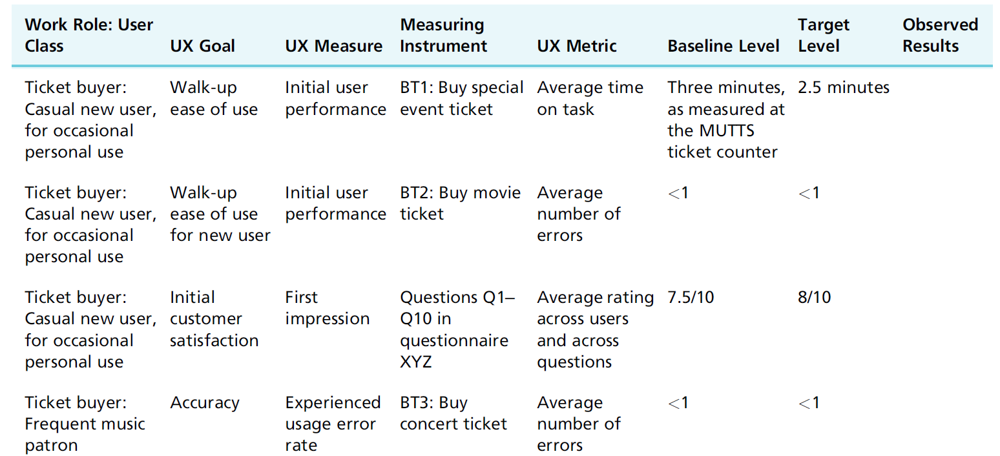 Work Role: User Class | UX Goal | UX Measure | Measuring Instrument | UX Metric | Baseline Level | Target Level | Observed Results
Ticket buyer: Casual new user, for occasional personal use | Walk-up ease of use | Initial user performance | BT1: Buy special event ticket | Average time on task | Three minutes, as measured at the MUTTS ticket counter | 2.5 minutes |
Ticket buyer: Casual new user, for occasional personal use | Walk-up ease of use for new user | Initial user performance | BT2: Buy movie ticket | Average number of errors | <1 | <1 |
Ticket buyer: Casual new user, for occasional personal use | Initial customer satisfaction | First impression | Questions Q1–Q10 in questionnaire XYZ | Average rating across users and across questions | 7.5/10 | 8/10 |
Ticket buyer: Frequent music patron | Accuracy | Experienced usage error rate | BT3: Buy concert ticket | Average number of errors | <1 | <1 |